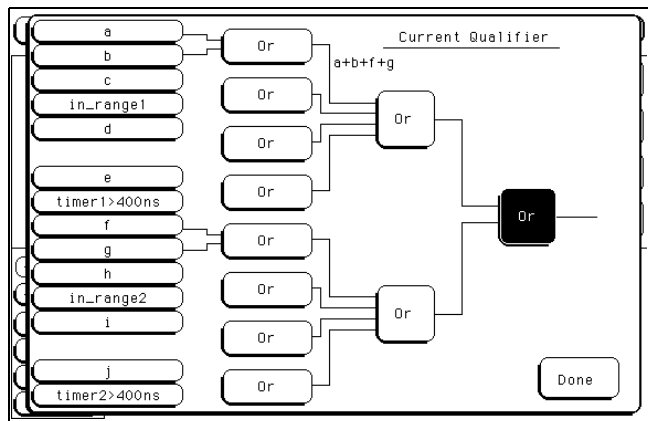 Current Qualifier
a+b+f+g
a
b
c
in_range1
d
e
timer1>400ns
f
g
h
in_range2
i
j
timer2>400ns
Or
Or
Or
Or
Or
Or
Or
Or
Or
Or
Or
Done